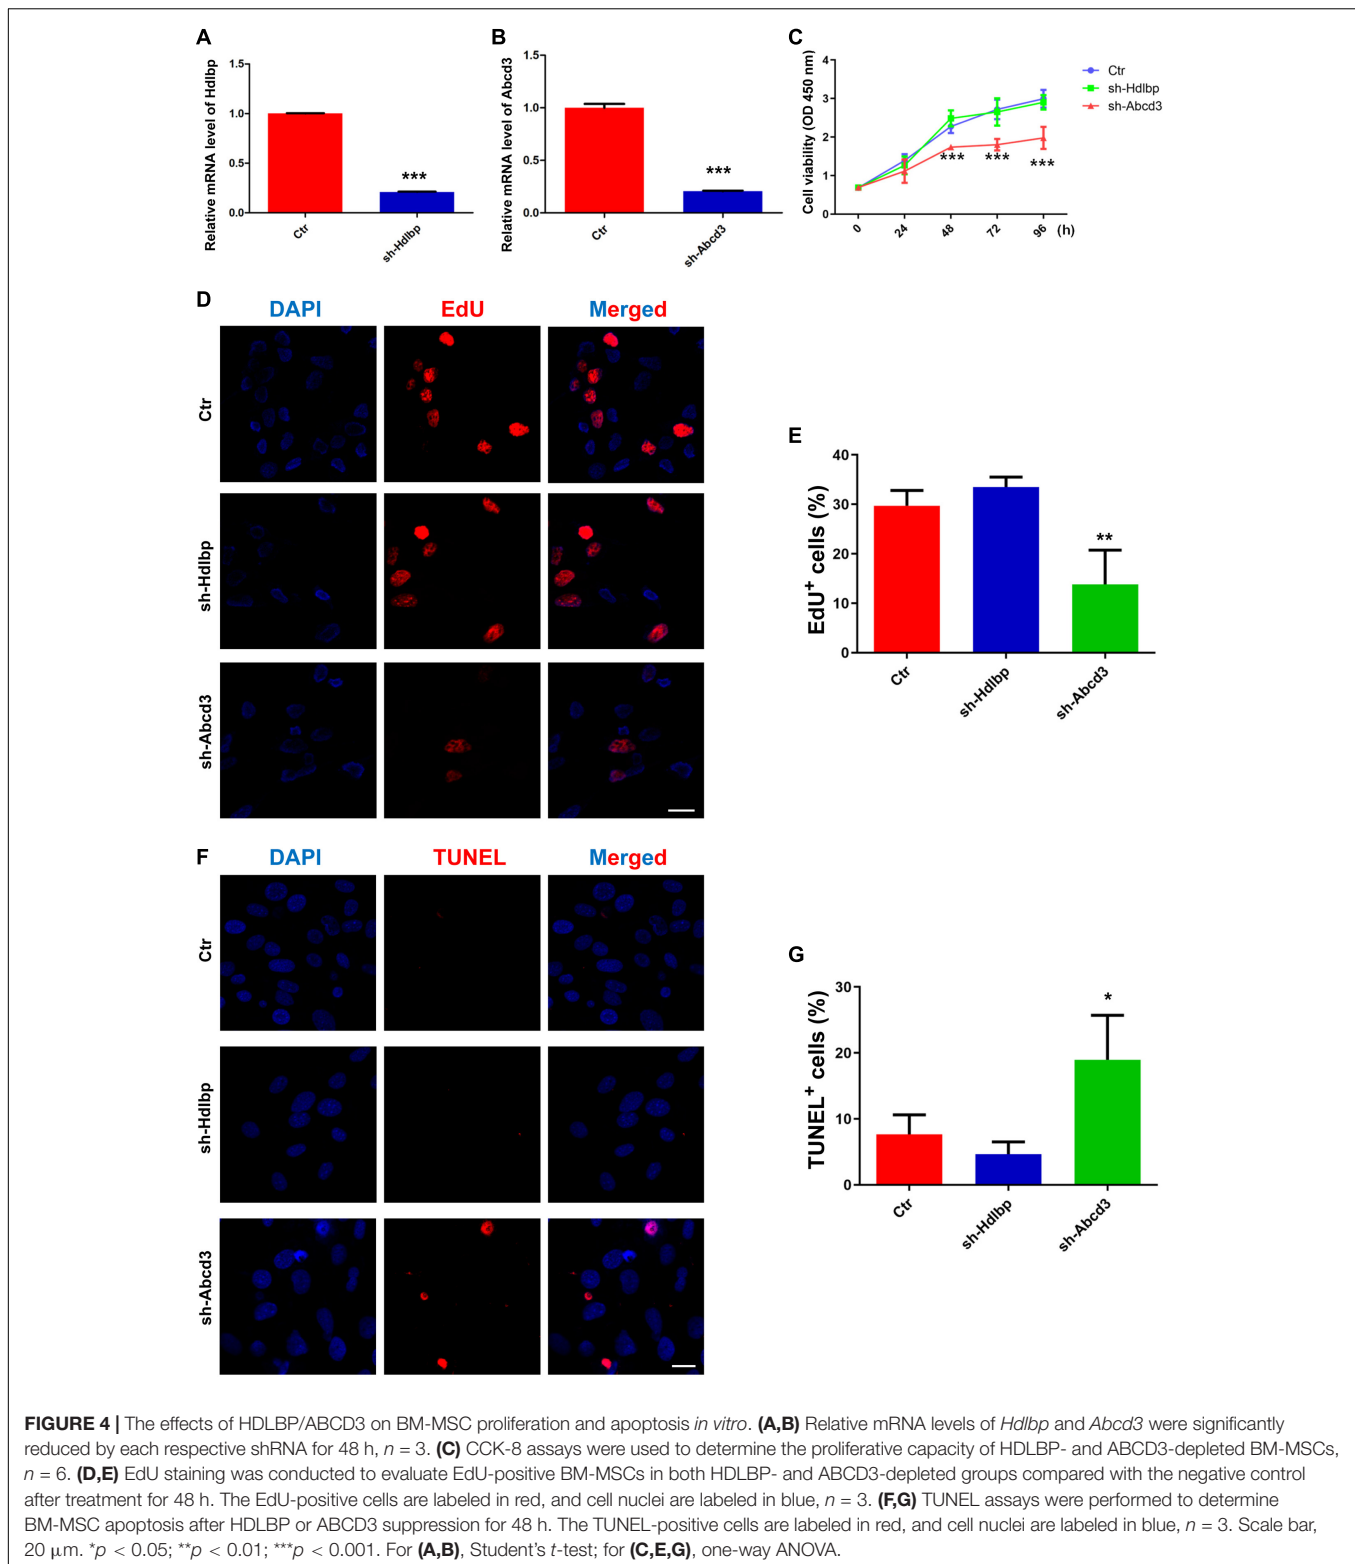 A
Relative mRNA level of Hdlbp
1.5
1.0
0.5
0.0
***
Ctr
sh-Hdlbp
B
Relative mRNA level of Abcd3
1.5
1.0
0.5
0.0
***
Ctr
sh-Abcd3
C
Cell viability (OD 450 nm)
4
3
2
1
0
*** *** ***
0 24 48 72 96 (h)
Ctr
sh-Hdlbp
sh-Abcd3
D
DAPI EdU Merged
Ctr
sh-Hdlbp
sh-Abcd3
E
EdU+ cells (%)
40
30
20
10
0
**
Ctr
sh-Hdlbp
sh-Abcd3
F
DAPI TUNEL Merged
Ctr
sh-Hdlbp
sh-Abcd3
G
TUNEL+ cells (%)
30
20
10
0
*
Ctr
sh-Hdlbp
sh-Abcd3
FIGURE 4 | The effects of HDLBP/ABCD3 on BM-MSC proliferation and apoptosis in vitro. (A,B) Relative mRNA levels of Hdlbp and Abcd3 were significantly
reduced by each respective shRNA for 48 h, n = 3. (C) CCK-8 assays were used to determine the proliferative capacity of HDLBP- and ABCD3-depleted BM-MSCs,
n = 6. (D,E) EdU staining was conducted to evaluate EdU-positive BM-MSCs in both HDLBP- and ABCD3-depleted groups compared with the negative control
after treatment for 48 h. The EdU-positive cells are labeled in red, and cell nuclei are labeled in blue, n = 3. (F,G) TUNEL assays were performed to determine
BM-MSC apoptosis after HDLBP or ABCD3 suppression for 48 h. The TUNEL-positive cells are labeled in red, and cell nuclei are labeled in blue, n = 3. Scale bar,
20 μm. *p < 0.05; **p < 0.01; ***p < 0.001. For (A,B), Student's t-test; for (C,E,G), one-way ANOVA.